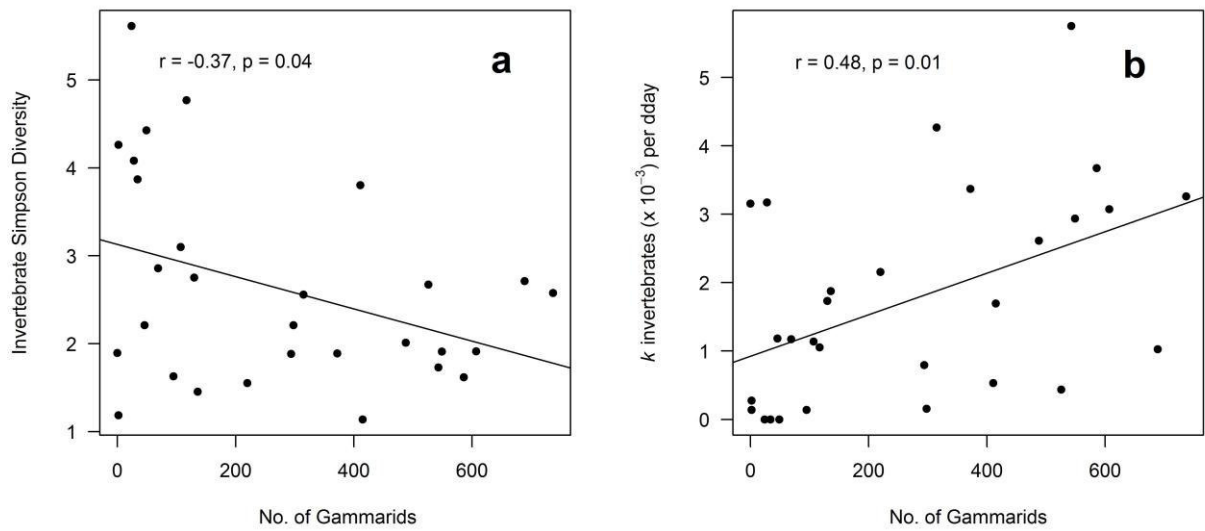 r = -0.37, p = 0.04
a
Invertebrate Simpson Diversity
5
4
3
2
1
0
200
400
600
No. of Gammarids
r = 0.48, p = 0.01
b
k invertebrates (x 10⁻³) per dday
5
4
3
2
1
0
0
200
400
600
No. of Gammarids